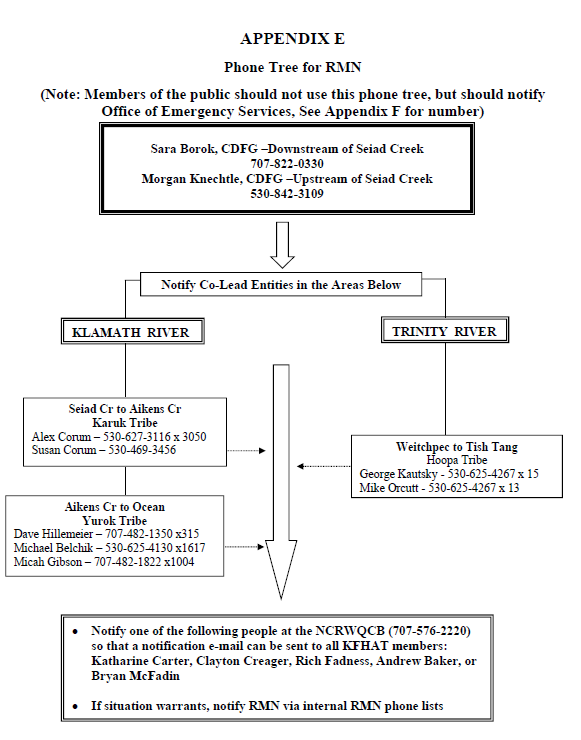 APPENDIX E
Phone Tree for RMN
(Note: Members of the public should not use this phone tree, but should notify
Office of Emergency Services, See Appendix F for number)
Sara Borok, CDFG –Downstream of Seiad Creek
707-822-0330
Morgan Knechtle, CDFG –Upstream of Seiad Creek
530-842-3109
Notify Co-Lead Entities in the Areas Below
KLAMATH RIVER
TRINITY RIVER
Seiad Cr to Aikens Cr
Karuk Tribe
Alex Corum – 530-627-3116 x 3050
Susan Corum – 530-469-3456
Weitchpec to Tish Tang
Hoopa Tribe
George Kautsky - 530-625-4267 x 15
Mike Orcutt - 530-625-4267 x 13
Aikens Cr to Ocean
Yurok Tribe
Dave Hillemeier – 707-482-1350 x315
Michael Belchik – 530-625-4130 x1617
Micah Gibson – 707-482-1822 x1004
• Notify one of the following people at the NCRWQCB (707-576-2220)
so that a notification e-mail can be sent to all KFHAT members:
Katharine Carter, Clayton Creager, Rich Fadness, Andrew Baker, or
Bryan McFadin
• If situation warrants, notify RMN via internal RMN phone lists